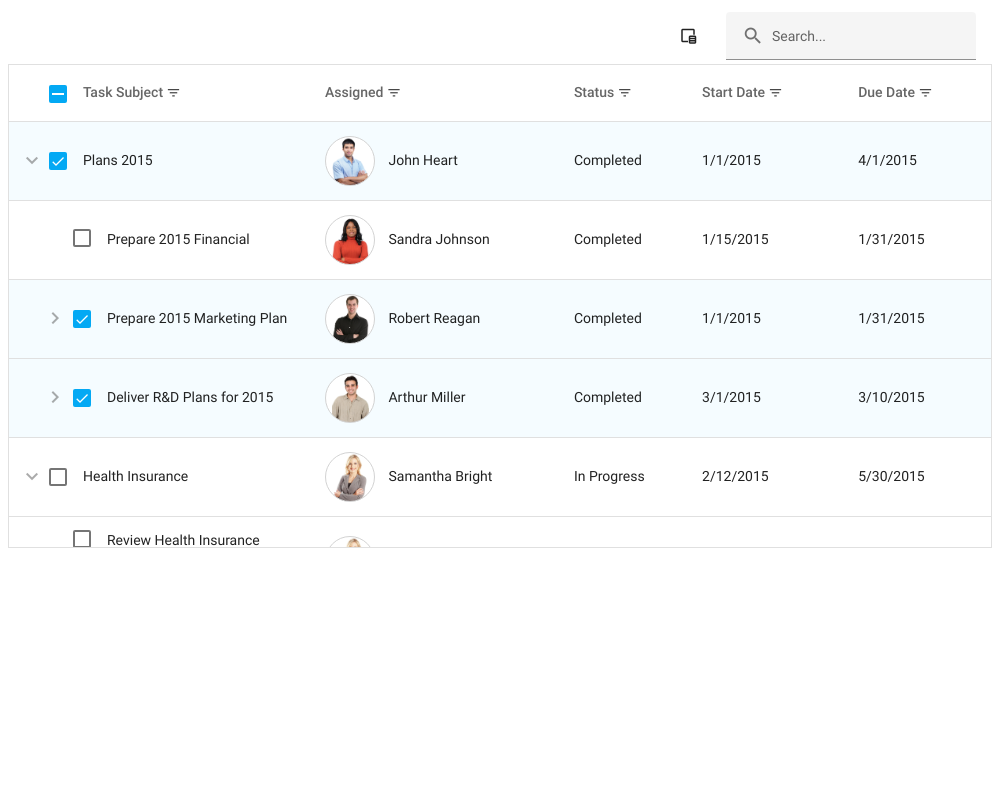 Search...
Task Subject Assigned Status Start Date Due Date
Plans 2015 John Heart Completed 1/1/2015 4/1/2015
Prepare 2015 Financial Sandra Johnson Completed 1/15/2015 1/31/2015
Prepare 2015 Marketing Plan Robert Reagan Completed 1/1/2015 1/31/2015
Deliver R&D Plans for 2015 Arthur Miller Completed 3/1/2015 3/10/2015
Health Insurance Samantha Bright In Progress 2/12/2015 5/30/2015
Review Health Insurance